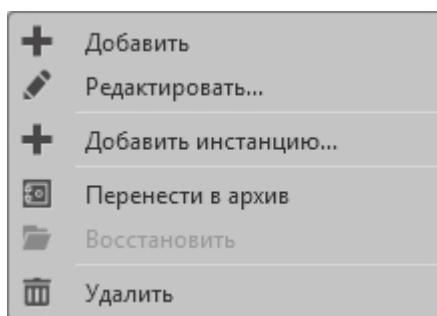 Добавить
Редактировать...
Добавить инстанцию...
Перенести в архив
Восстановить
Удалить